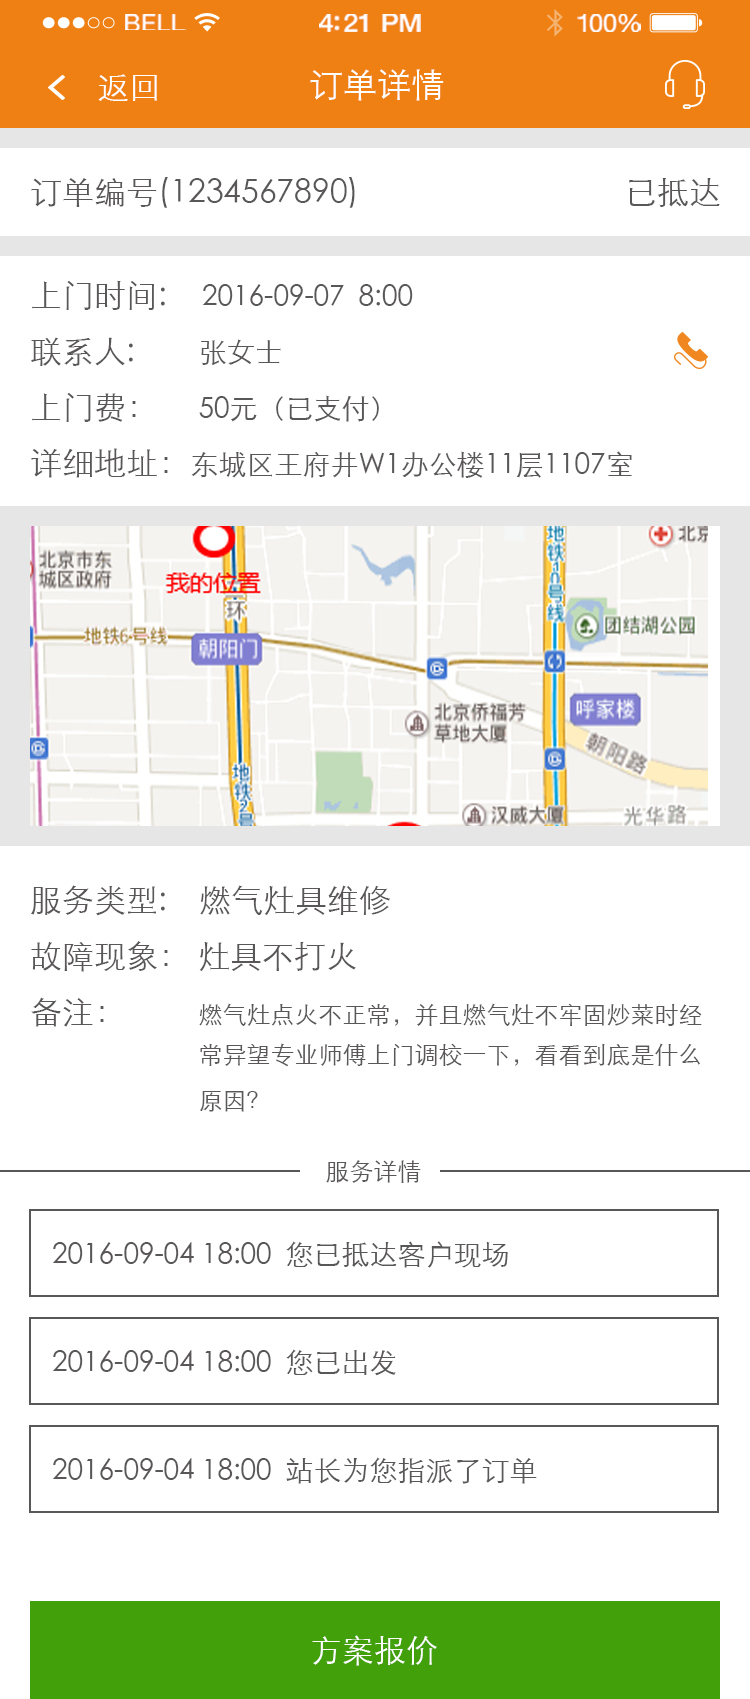 BELL 4:21 PM 100%
返回 订单详情
订单编号(1234567890) 已抵达
上门时间: 2016-09-07 8:00
联系人: 张女士
上门费: 50元（已支付）
详细地址: 东城区王府井W1办公楼11层1107室
北京市东
城区政府
我的位置
环
地铁6号线
朝阳门
地铁10号线
北京
团结湖公园
北京侨福芳
草地大厦
呼家楼
朝阳路
地铁2号
汉威大厦
光华路
服务类型: 燃气灶具维修
故障现象: 灶具不打火
备注: 燃气灶点火不正常，并且燃气灶不牢固炒菜时经
常异望专业师傅上门调校一下，看看到底是什么
原因?
服务详情
2016-09-04 18:00 您已抵达客户现场
2016-09-04 18:00 您已出发
2016-09-04 18:00 站长为您指派了订单
方案报价